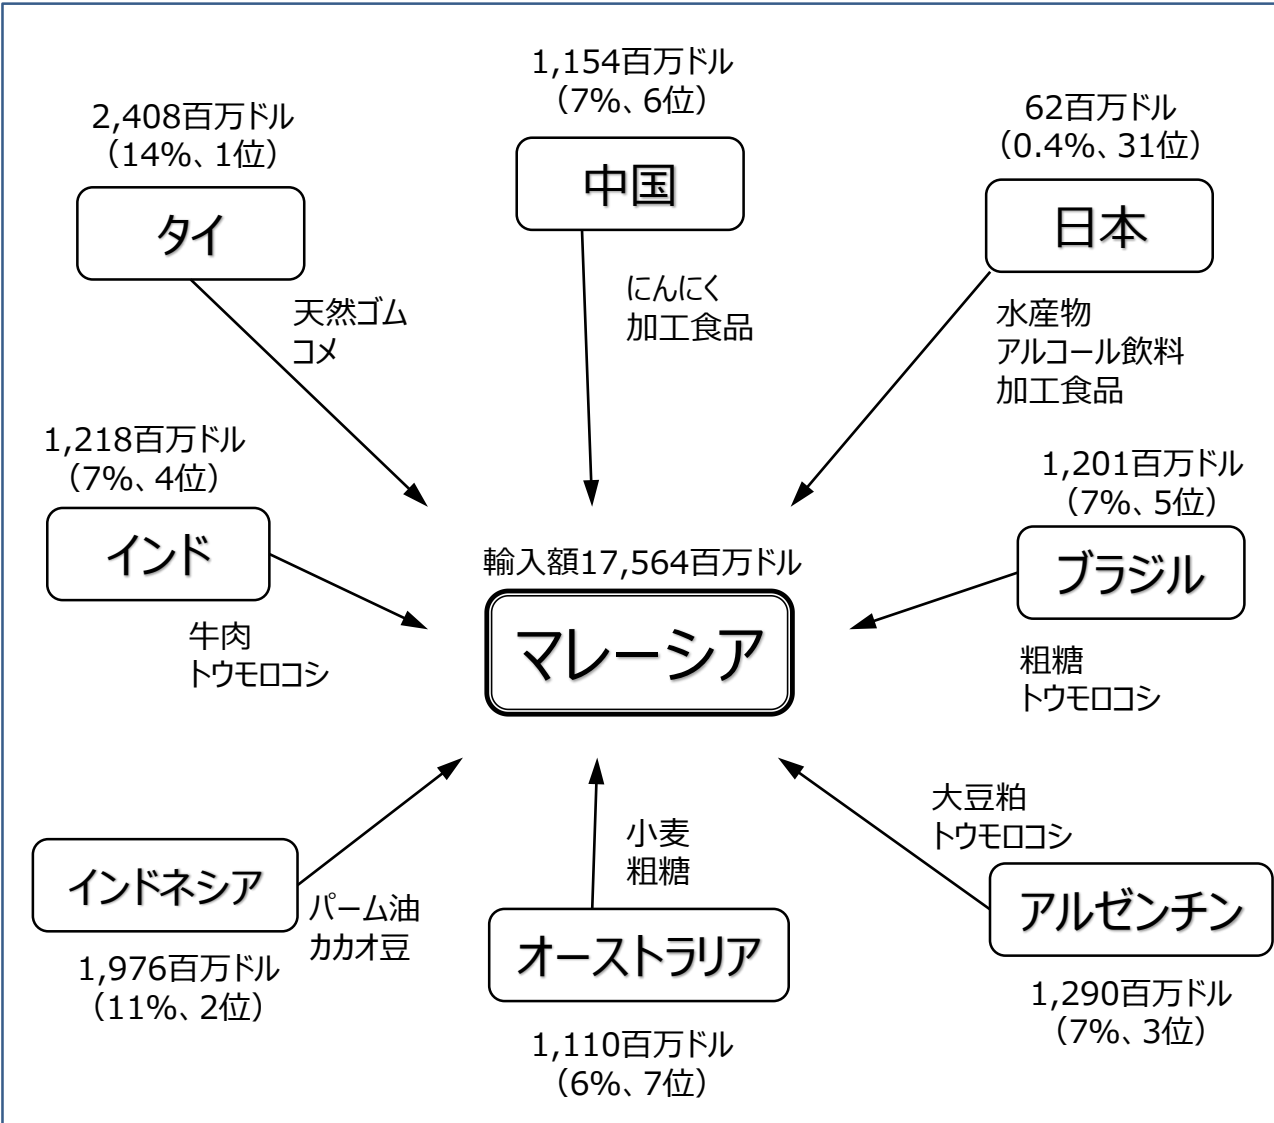 1,154百万ドル
（7%、6位）
中国
にんにく
加工食品
2,408百万ドル
（14%、1位）
タイ
天然ゴム
コメ
62百万ドル
（0.4%、31位）
日本
水産物
アルコール飲料
加工食品
1,218百万ドル
（7%、4位）
インド
牛肉
トウモロコシ
1,201百万ドル
（7%、5位）
ブラジル
粗糖
トウモロコシ
輸入額17,564百万ドル
マレーシア
インドネシア
パーム油
カカオ豆
1,976百万ドル
（11%、2位）
小麦
粗糖
オーストラリア
1,110百万ドル
（6%、7位）
大豆粕
トウモロコシ
アルゼンチン
1,290百万ドル
（7%、3位）